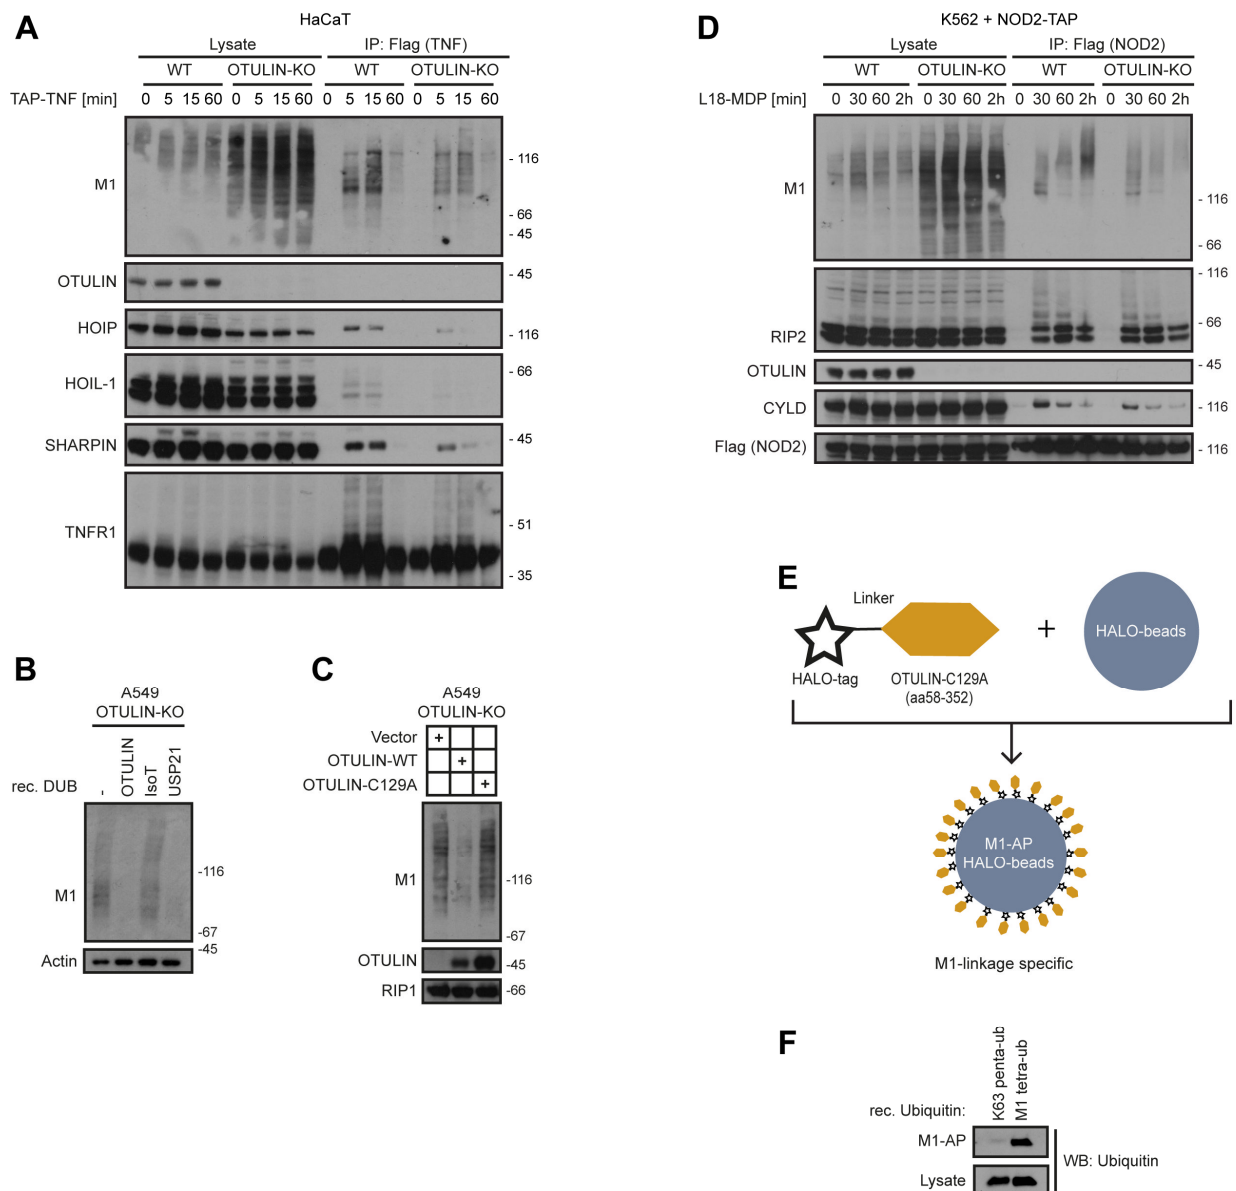 A
HaCaT
Lysate
IP: Flag (TNF)
WT
OTULIN-KO
WT
OTULIN-KO
TAP-TNF [min]
0 5 15 60 0 5 15 60 0 5 15 60 0 5 15 60
M1
- 116
- 66
- 45
OTULIN
- 45
HOIP
- 116
HOIL-1
- 66
SHARPIN
- 45
TNFR1
- 51
- 35
B
A549
OTULIN-KO
rec. DUB
-
OTULIN
IsoT
USP21
M1
-116
-67
Actin
-45
C
A549
OTULIN-KO
Vector
+
OTULIN-WT
+
OTULIN-C129A
+
M1
-116
-67
OTULIN
-45
RIP1
-66
D
K562 + NOD2-TAP
Lysate
IP: Flag (NOD2)
WT
OTULIN-KO
WT
OTULIN-KO
L18-MDP [min]
0 30 60 2h 0 30 60 2h 0 30 60 2h 0 30 60 2h
M1
- 116
- 66
- 116
RIP2
- 66
OTULIN
- 45
CYLD
- 116
Flag (NOD2)
- 116
E
Linker
HALO-tag
OTULIN-C129A
(aa58-352)
+
HALO-beads
M1-AP
HALO-beads
M1-linkage specific
F
rec. Ubiquitin:
K63 penta-ub
M1 tetra-ub
M1-AP
Lysate
WB: Ubiquitin